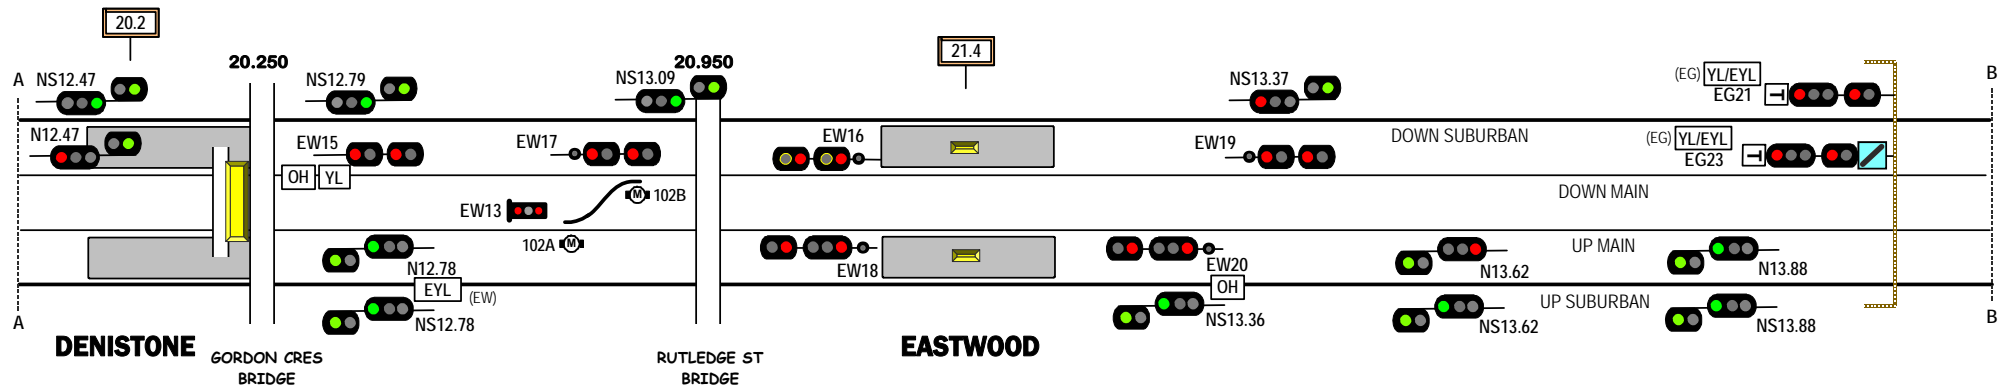 20.2
21.4
20.250
20.950
A
NS12.47
NS12.79
NS13.09
NS13.37
(EG) YL/EYL
EG21
B
N12.47
EW15
EW17
EW16
EW19
DOWN SUBURBAN
(EG) YL/EYL
EG23
OH YL
M 102B
DOWN MAIN
EW13
102A M
N12.78
EW18
EW20
N13.62
UP MAIN
N13.88
EYL (EW)
OH
A
NS12.78
NS13.36
NS13.62
UP SUBURBAN
NS13.88
B
DENISTONE
GORDON CRES
BRIDGE
RUTLEDGE ST
BRIDGE
EASTWOOD